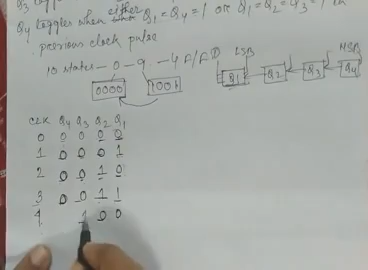 Q3 toggles
Q4 toggles when either Q1 = Q4 = 1 or Q1 = Q2 = Q3 = 1 in
previous clock pulse
10 states - 0 - 9 - 4 F/F
0000 1001
LSB MSB
Q1 Q2 Q3 Q4
CLK Q4 Q3 Q2 Q1
0 0 0 0 0
1 0 0 0 1
2 0 0 1 0
3 0 0 1 1
4 1 0 0